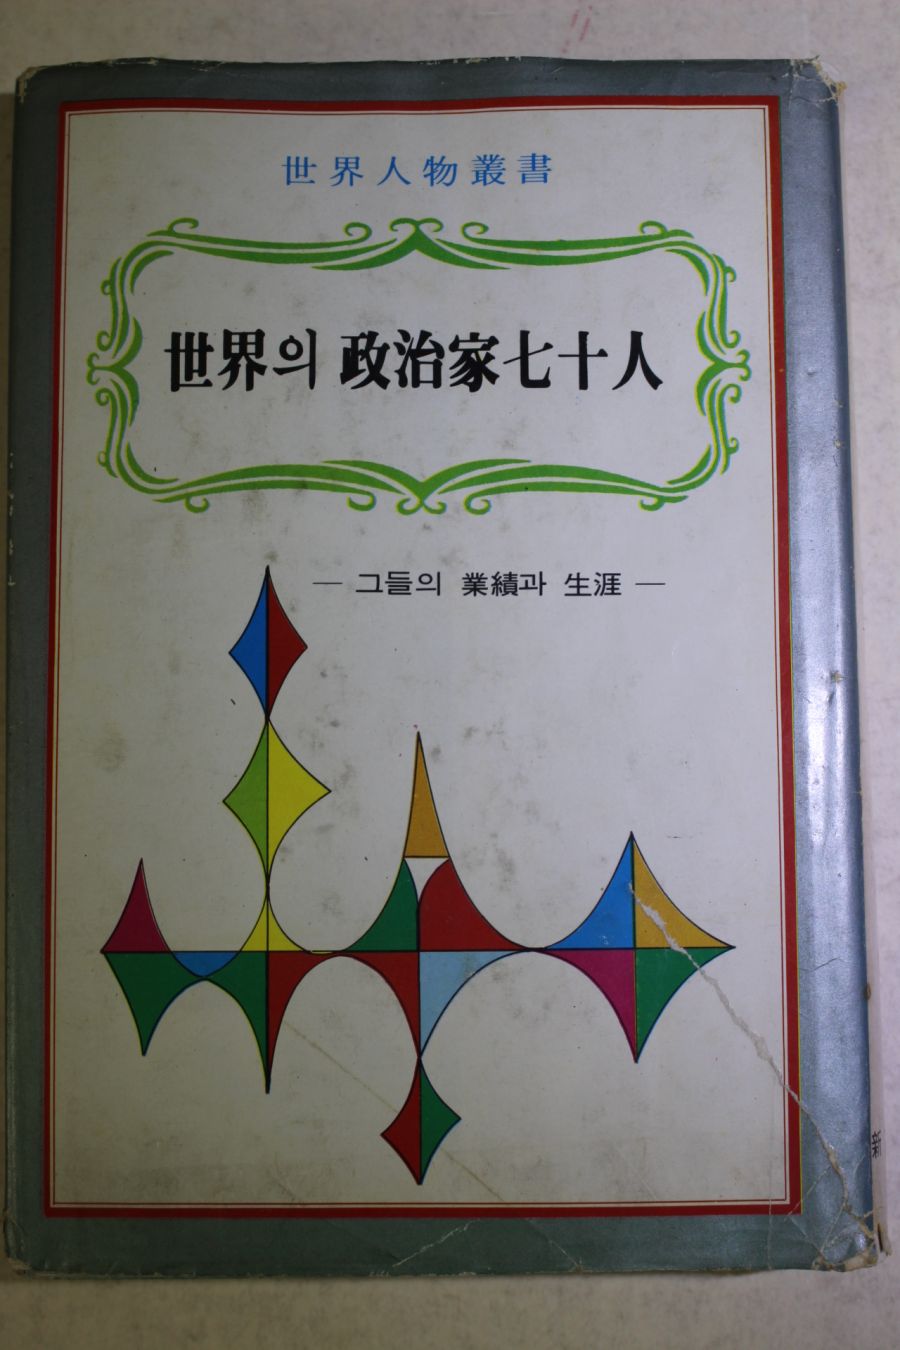 世界人物叢書
世界의 政治家七十人
— 그들의 業績과 生涯 —
新